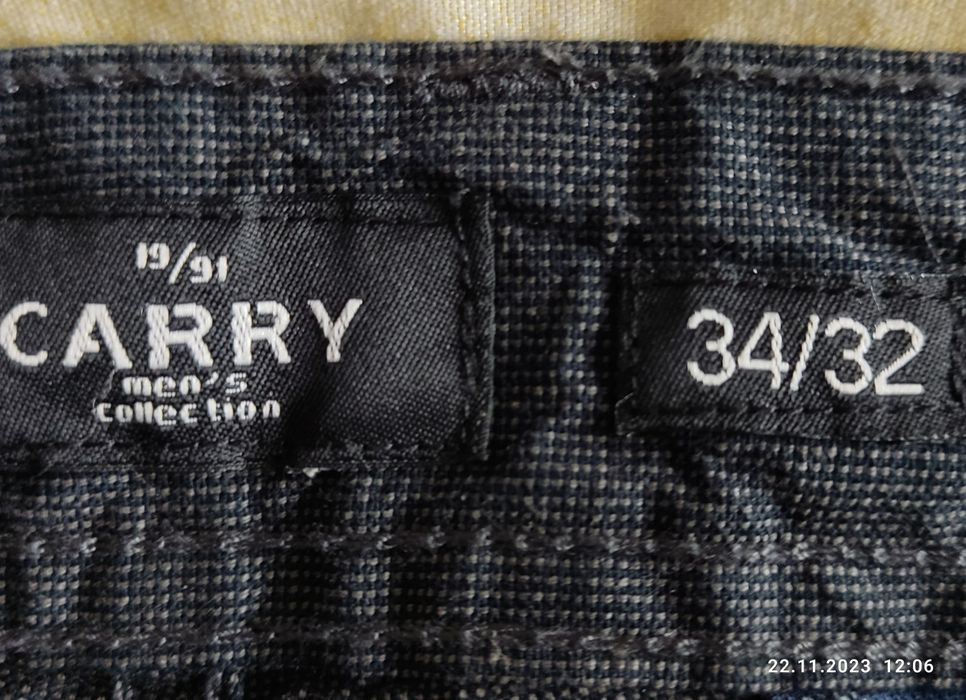 19/91
CARRY
men's
collection
34/32
22.11.2023 12:06